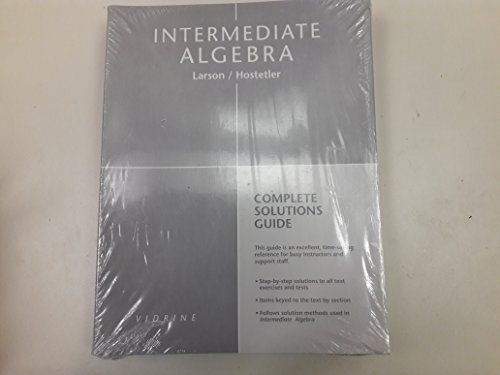 INTERMEDIATE
ALGEBRA
Larson / Hostetler
COMPLETE
SOLUTIONS
GUIDE
This guide is an excellent, time-saving
reference for busy instructors and
support staff.
• Step-by-step solutions to all text
exercises and tests
• Items keyed to the text by section
• Follows solution methods used in
Intermediate Algebra
VIDRINE